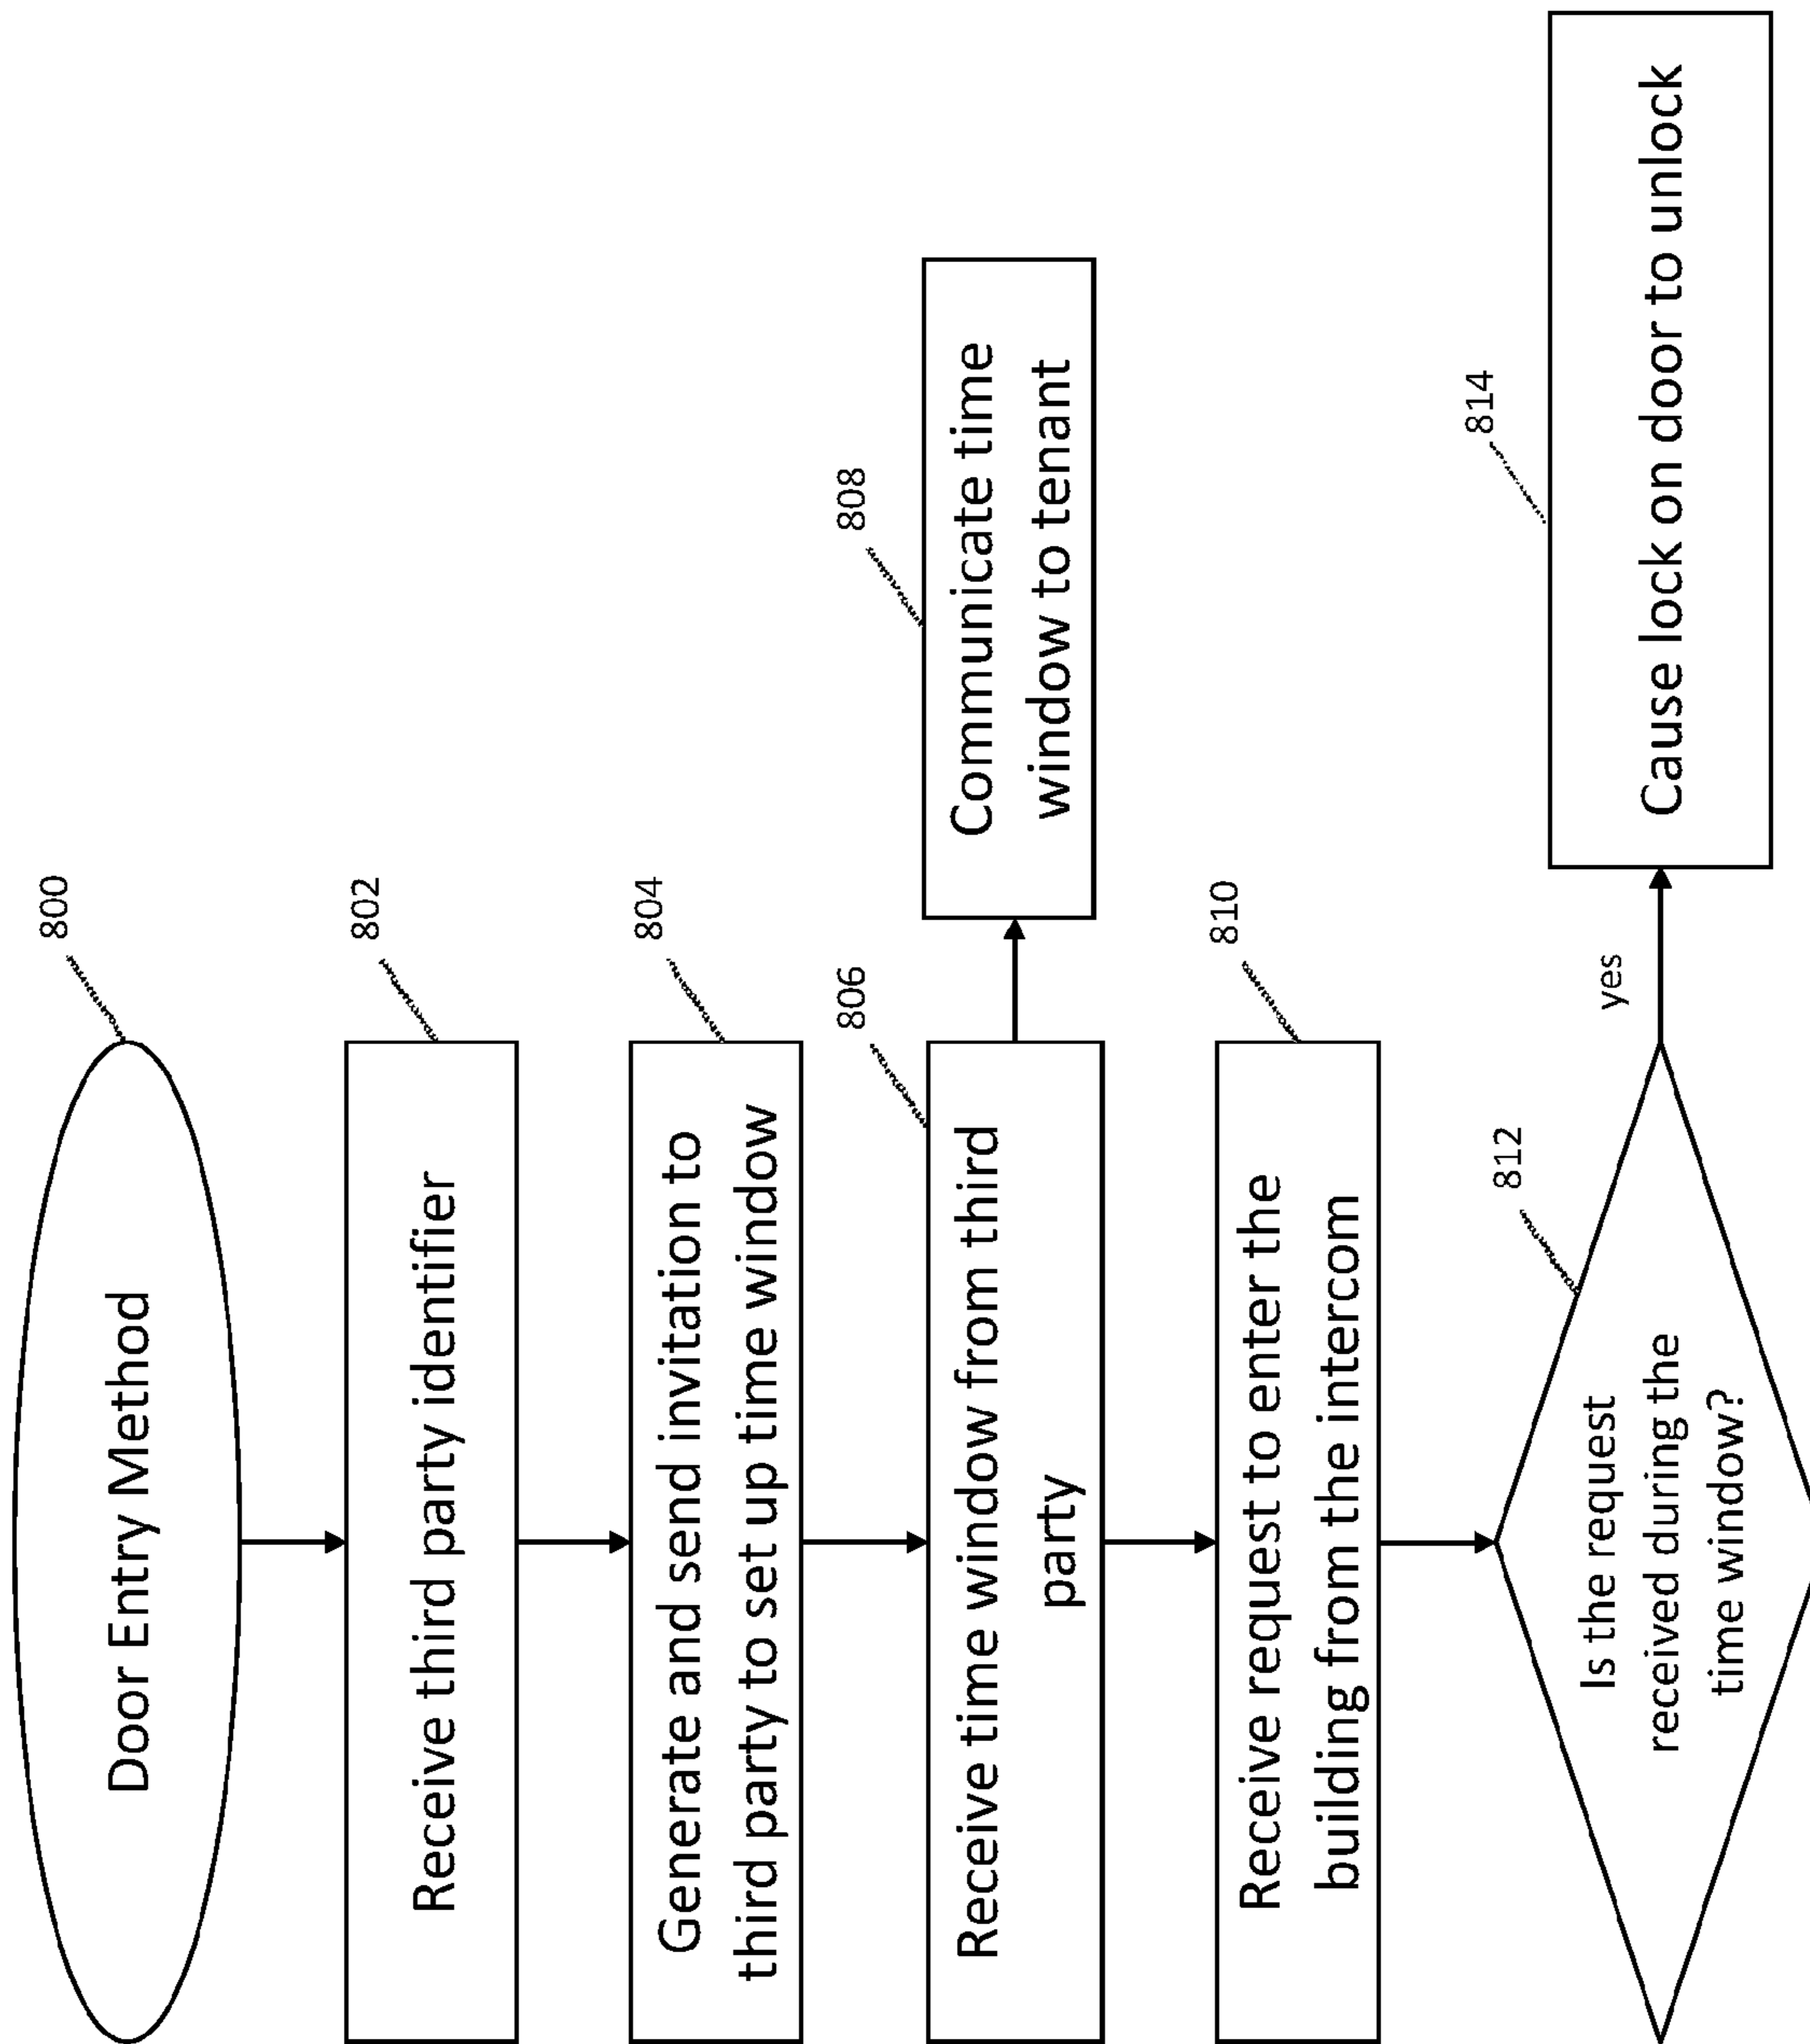 Door Entry Method
800
Receive third party identifier
802
Generate and send invitation to
third party to set up time window
804
Receive time window from third
party
806
Communicate time
window to tenant
808
Receive request to enter the
building from the intercom
810
Is the request
received during the
time window?
812
yes
Cause lock on door to unlock
814